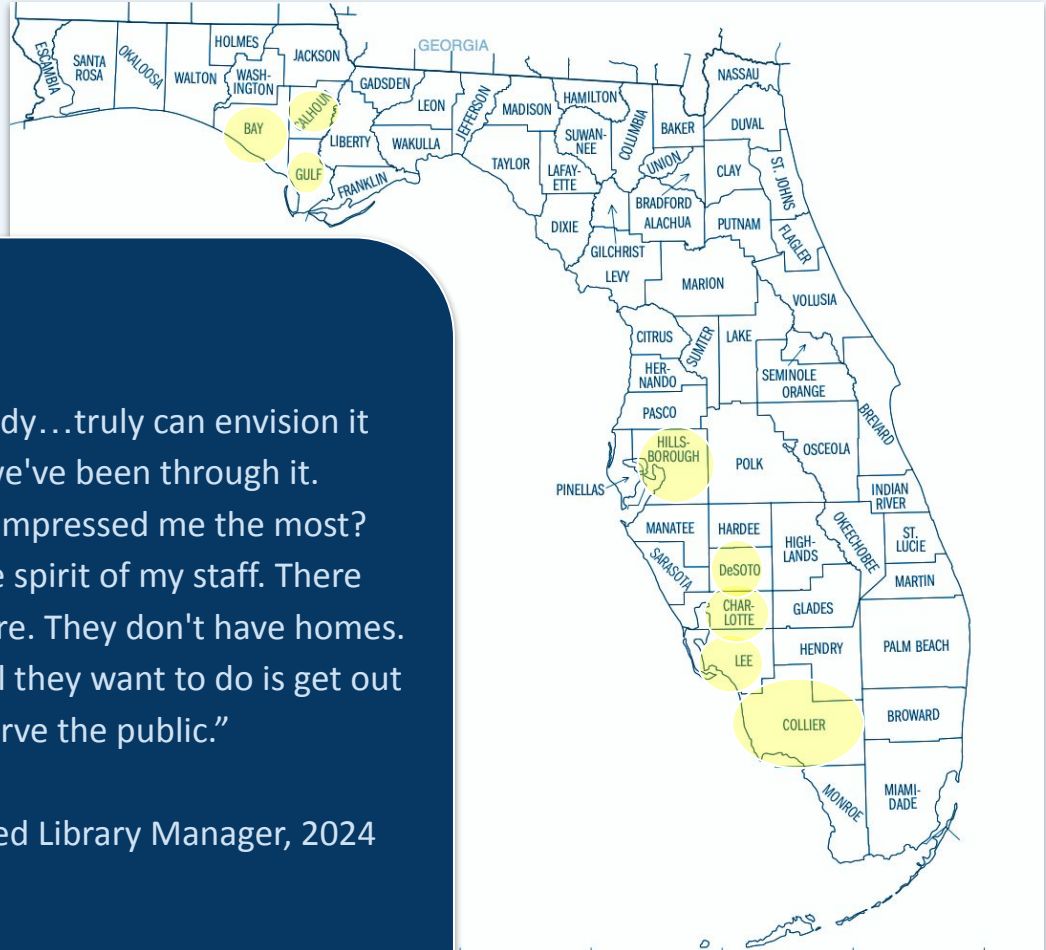 GEORGIA
ESCAMBIA
SANTA
ROSA
OKALOOSA
WALTON
HOLMES
WASH-
INGTON
JACKSON
BAY
CALHOUN
GULF
GADSDEN
LIBERTY
FRANKLIN
LEON
WAKULLA
JEFFERSON
MADISON
TAYLOR
HAMILTON
SUWAN-
NEE
LAFAY-
ETTE
DIXIE
COLUMBIA
BAKER
UNION
BRADFORD
ALACHUA
GILCHRIST
LEVY
NASSAU
DUVAL
CLAY
ST. JOHNS
PUTNAM
FLAGLER
MARION
VOLUSIA
CITRUS
SUMTER
LAKE
HER-
NANDO
SEMINOLE
ORANGE
PASCO
BREVARD
HILLS-
BOROUGH
POLK
OSCEOLA
PINELLAS
INDIAN
RIVER
MANATEE
HARDEE
HIGH-
LANDS
OKEECHOBEE
ST.
LUCIE
SARASOTA
DeSOTO
MARTIN
CHAR-
LOTTE
GLADES
LEE
HENDRY
PALM BEACH
COLLIER
BROWARD
MONROE
MIAMI-
DADE
dy…truly can envision it
we've been through it.
impressed me the most?
e spirit of my staff. There
re. They don't have homes.
l they want to do is get out
rve the public.”
ed Library Manager, 2024